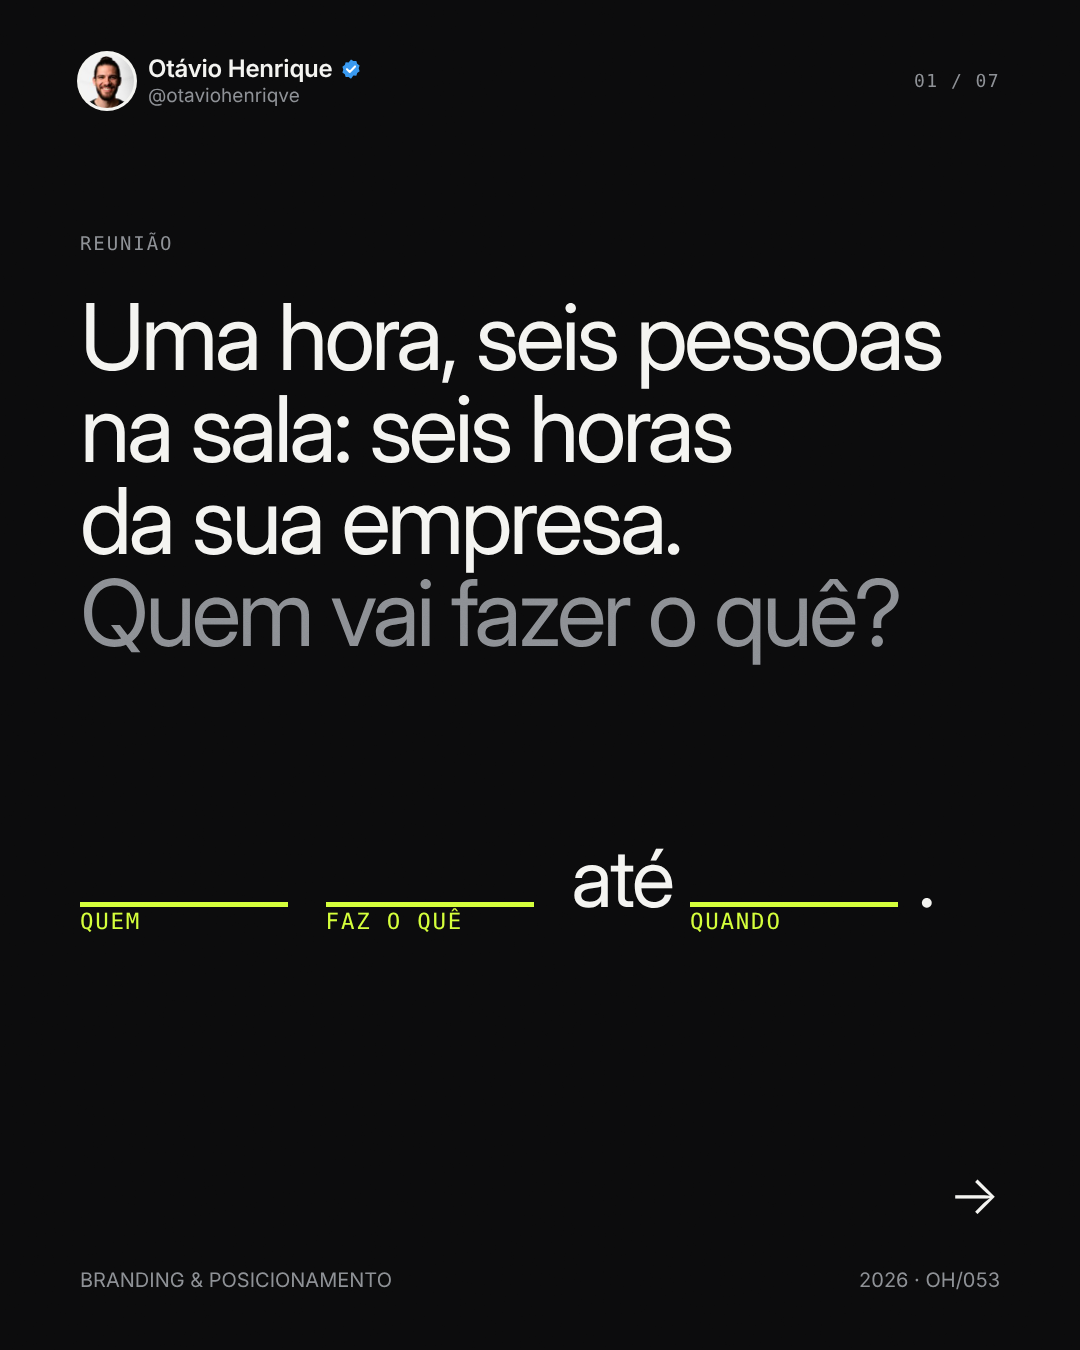 Otávio Henrique
@otaviohenriqve
01 / 07
REUNIÃO
Uma hora, seis pessoas
na sala: seis horas
da sua empresa.
Quem vai fazer o quê?
até .
QUEM FAZ O QUÊ QUANDO
BRANDING & POSICIONAMENTO
2026 · OH/053